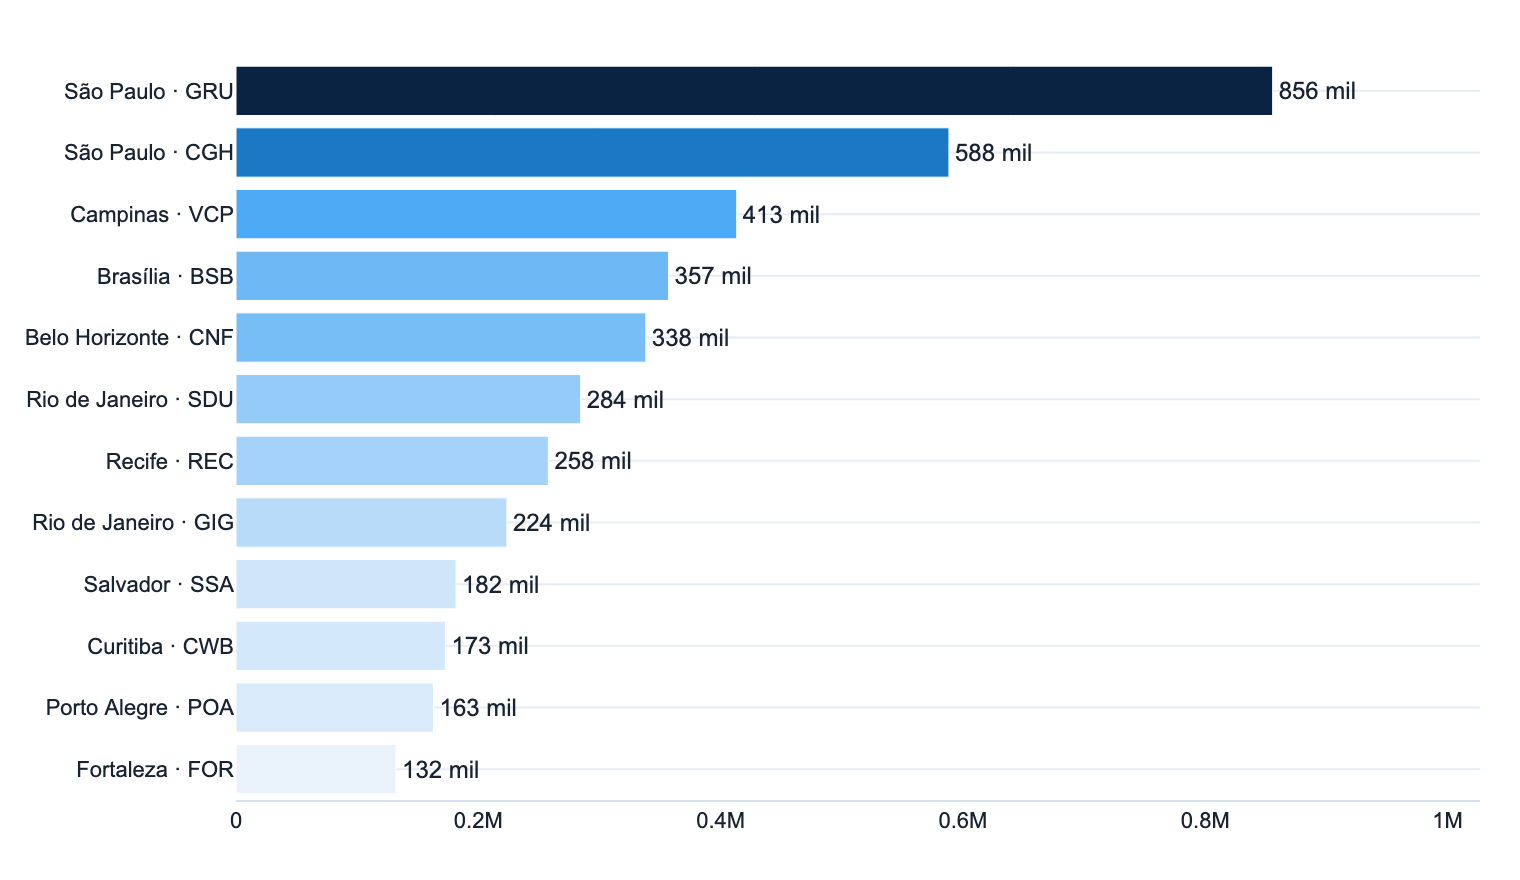 São Paulo · GRU 856 mil
São Paulo · CGH 588 mil
Campinas · VCP 413 mil
Brasília · BSB 357 mil
Belo Horizonte · CNF 338 mil
Rio de Janeiro · SDU 284 mil
Recife · REC 258 mil
Rio de Janeiro · GIG 224 mil
Salvador · SSA 182 mil
Curitiba · CWB 173 mil
Porto Alegre · POA 163 mil
Fortaleza · FOR 132 mil
0 0.2M 0.4M 0.6M 0.8M 1M